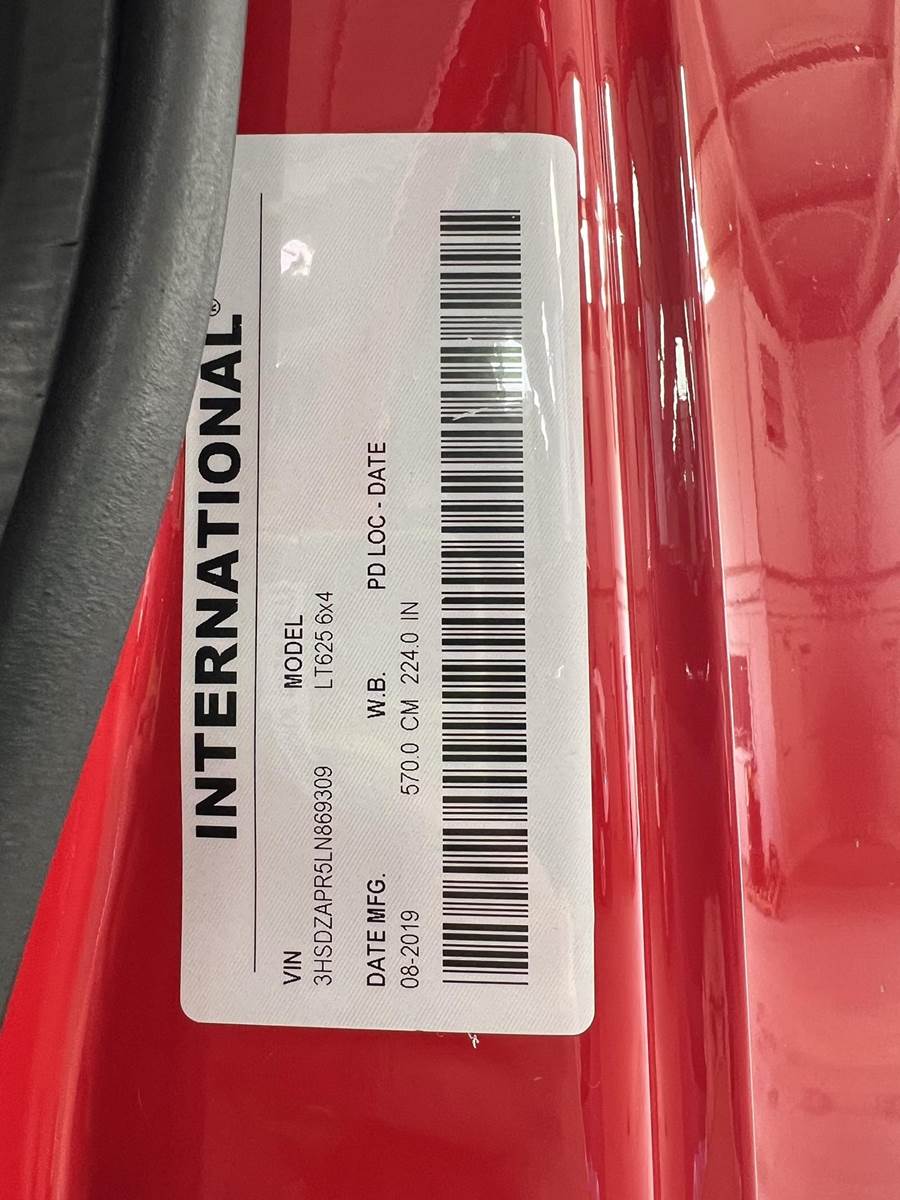 INTERNATIONAL®
VIN MODEL
3HSDZAPR5LN869309 LT625 6x4
DATE MFG. W.B. PD LOC - DATE
08-2019 570.0 CM 224.0 IN